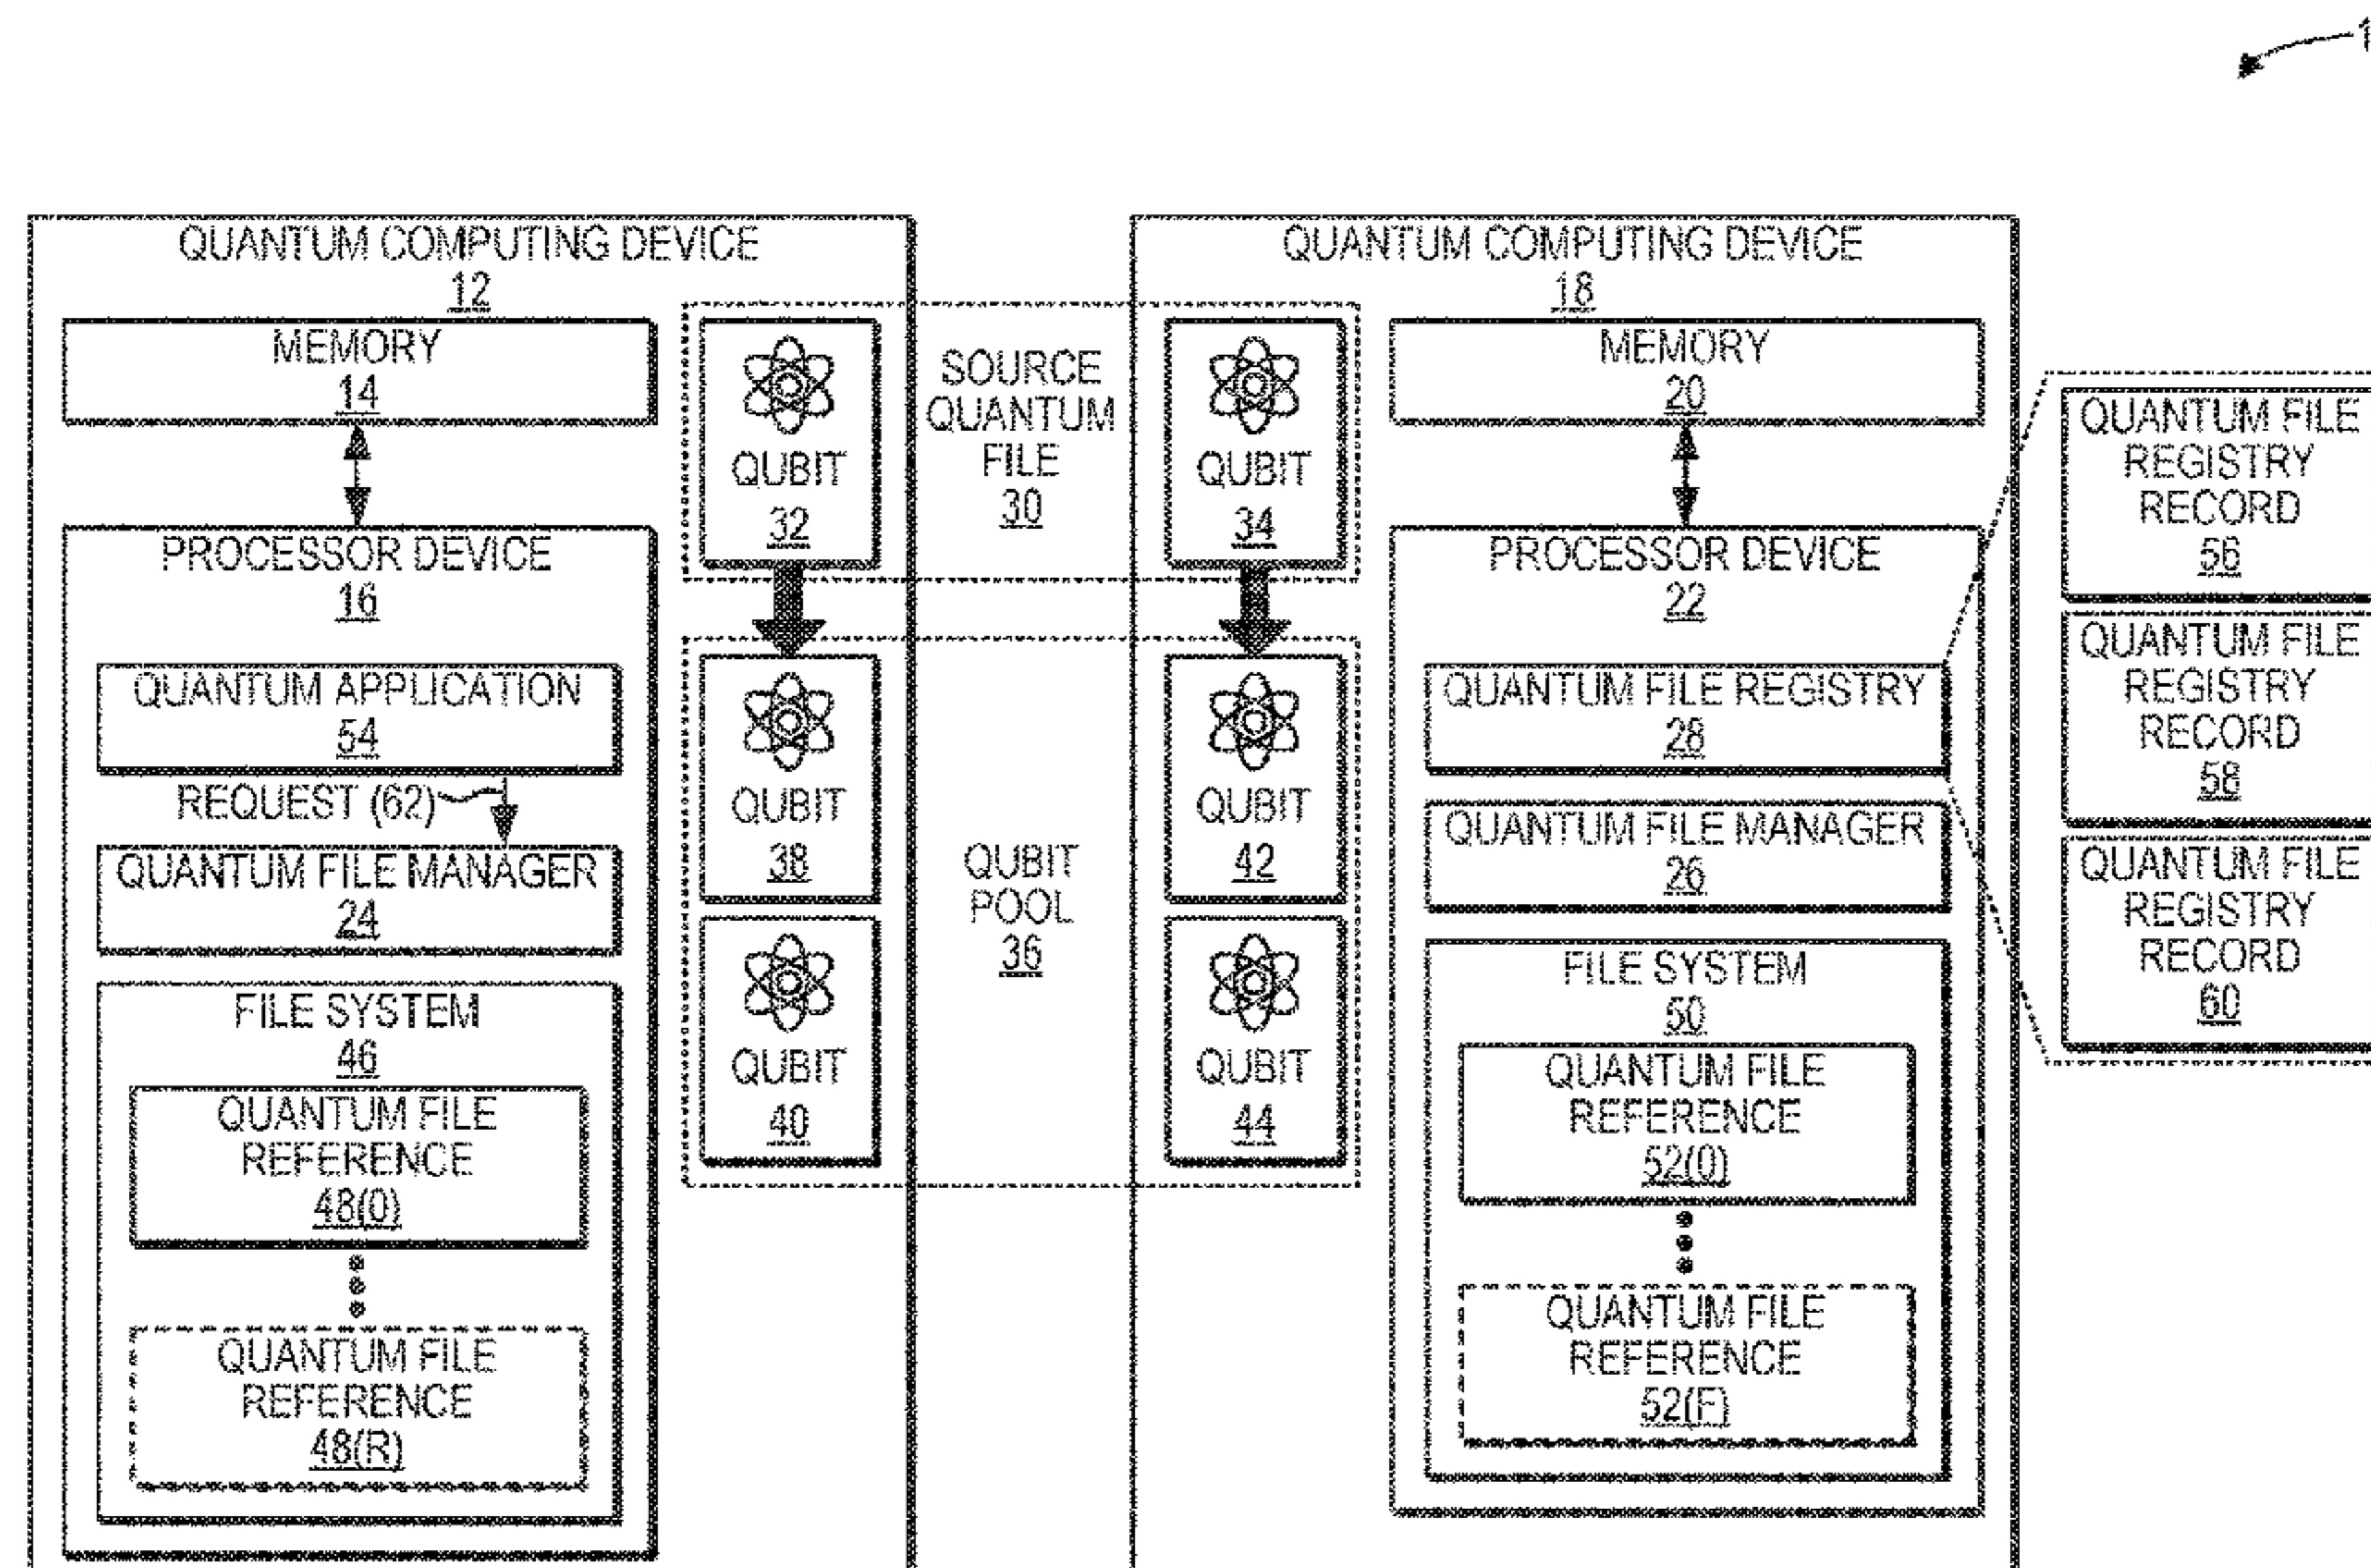 QUANTUM COMPUTING DEVICE
12
MEMORY
14
PROCESSOR DEVICE
16
QUANTUM APPLICATION
54
REQUEST (62)
QUANTUM FILE MANAGER
24
FILE SYSTEM
46
QUANTUM FILE
REFERENCE
48(0)
QUANTUM FILE
REFERENCE
48(R)
QUBIT
32
SOURCE
QUANTUM
FILE
30
QUBIT
34
QUBIT
38
QUBIT
40
QUBIT
POOL
36
QUBIT
42
QUBIT
44
QUANTUM COMPUTING DEVICE
18
MEMORY
20
PROCESSOR DEVICE
22
QUANTUM FILE REGISTRY
28
QUANTUM FILE MANAGER
26
FILE SYSTEM
50
QUANTUM FILE
REFERENCE
52(0)
QUANTUM FILE
REFERENCE
52(F)
QUANTUM FILE
REGISTRY
RECORD
56
QUANTUM FILE
REGISTRY
RECORD
58
QUANTUM FILE
REGISTRY
RECORD
60